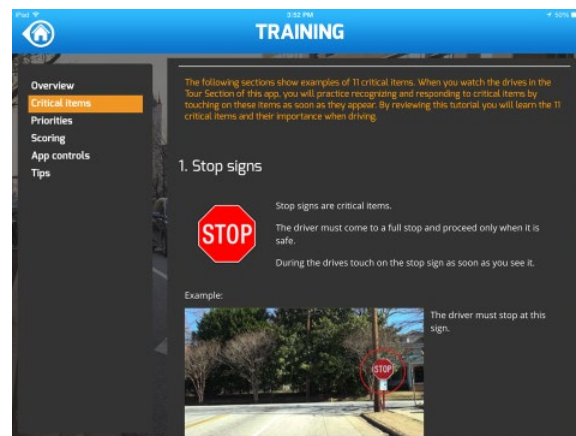 iPad
3:52 PM
50%
TRAINING
Overview
Critical items
Priorities
Scoring
App controls
Tips
The following sections show examples of 11 critical items. When you watch the drives in the
Tour Section of this app, you will practice recognizing and responding to critical items by
touching on these items as soon as they appear. By reviewing this tutorial you will learn the 11
critical items and their importance when driving.
1. Stop signs
STOP
Stop signs are critical items.
The driver must come to a full stop and proceed only when it is
safe.
During the drives touch on the stop sign as soon as you see it.
Example:
STOP
The driver must stop at this
sign.